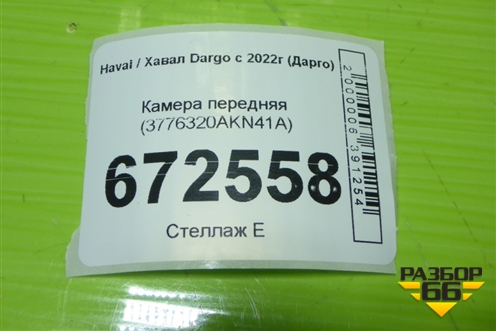 Havai / Хавал Dargo с 2022г (Дарго)
Камера передняя
(3776320AKN41A)
672558
Стеллаж Е
2000006391254
РАЗБОР
66